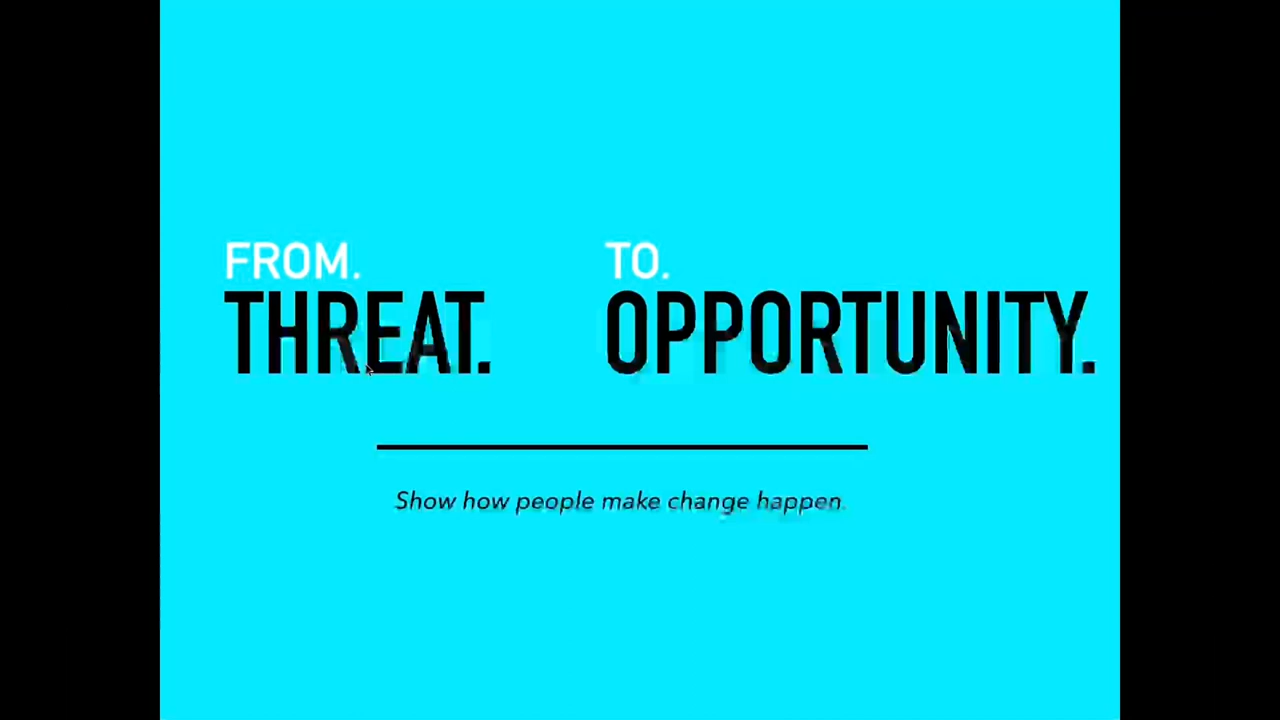 FROM.
THREAT.
TO.
OPPORTUNITY.
Show how people make change happen.